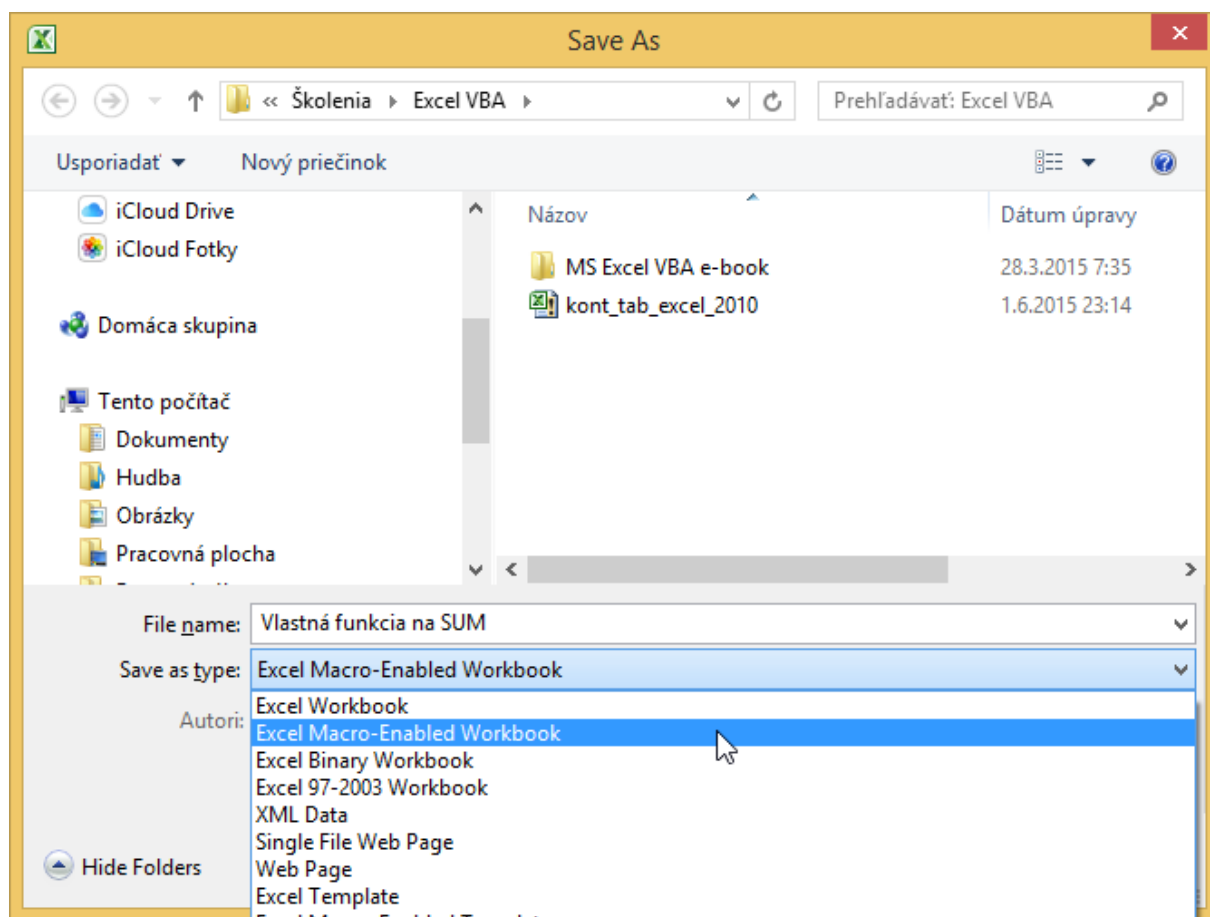 Save As
« Školenia Excel VBA
Prehľadávať: Excel VBA
Usporiadať Nový priečinok
iCloud Drive
iCloud Fotky
Domáca skupina
Tento počítač
Dokumenty
Hudba
Obrázky
Pracovná plocha
Názov Dátum úpravy
MS Excel VBA e-book 28.3.2015 7:35
kont_tab_excel_2010 1.6.2015 23:14
File name: Vlastná funkcia na SUM
Save as type: Excel Macro-Enabled Workbook
Autori:
Excel Workbook
Excel Macro-Enabled Workbook
Excel Binary Workbook
Excel 97-2003 Workbook
XML Data
Single File Web Page
Web Page
Excel Template
Excel Macro-Enabled Template
Hide Folders